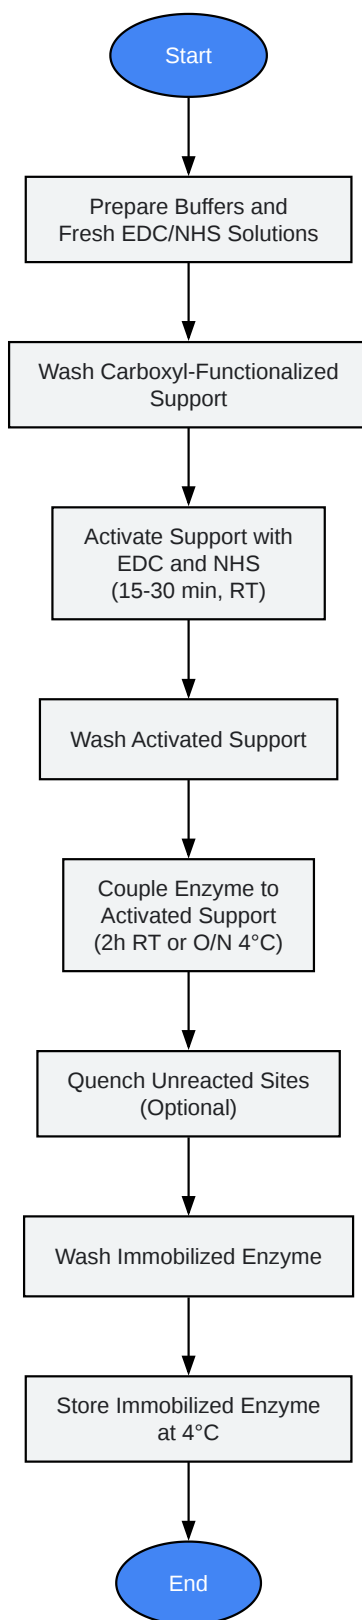 Start
Prepare Buffers and
Fresh EDC/NHS Solutions
Wash Carboxyl-Functionalized
Support
Activate Support with
EDC and NHS
(15-30 min, RT)
Wash Activated Support
Couple Enzyme to
Activated Support
(2h RT or O/N 4°C)
Quench Unreacted Sites
(Optional)
Wash Immobilized Enzyme
Store Immobilized Enzyme
at 4°C
End